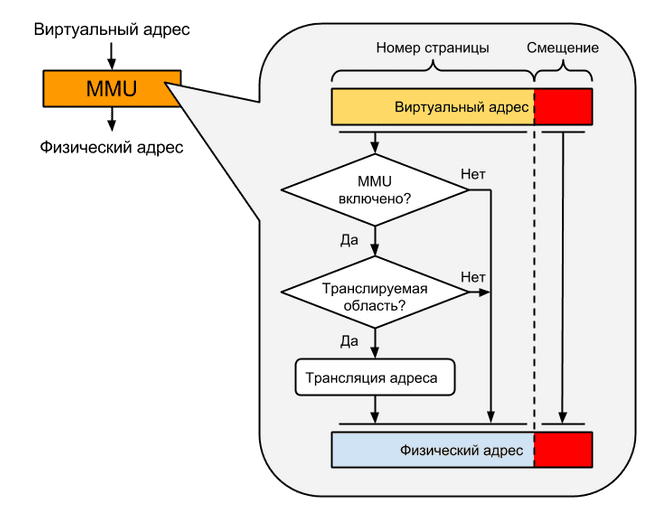 Виртуальный адрес
MMU
Физический адрес
Номер страницы
Смещение
Виртуальный адрес
MMU
включено?
Нет
Да
Транслируемая
область?
Нет
Да
Трансляция адреса
Физический адрес